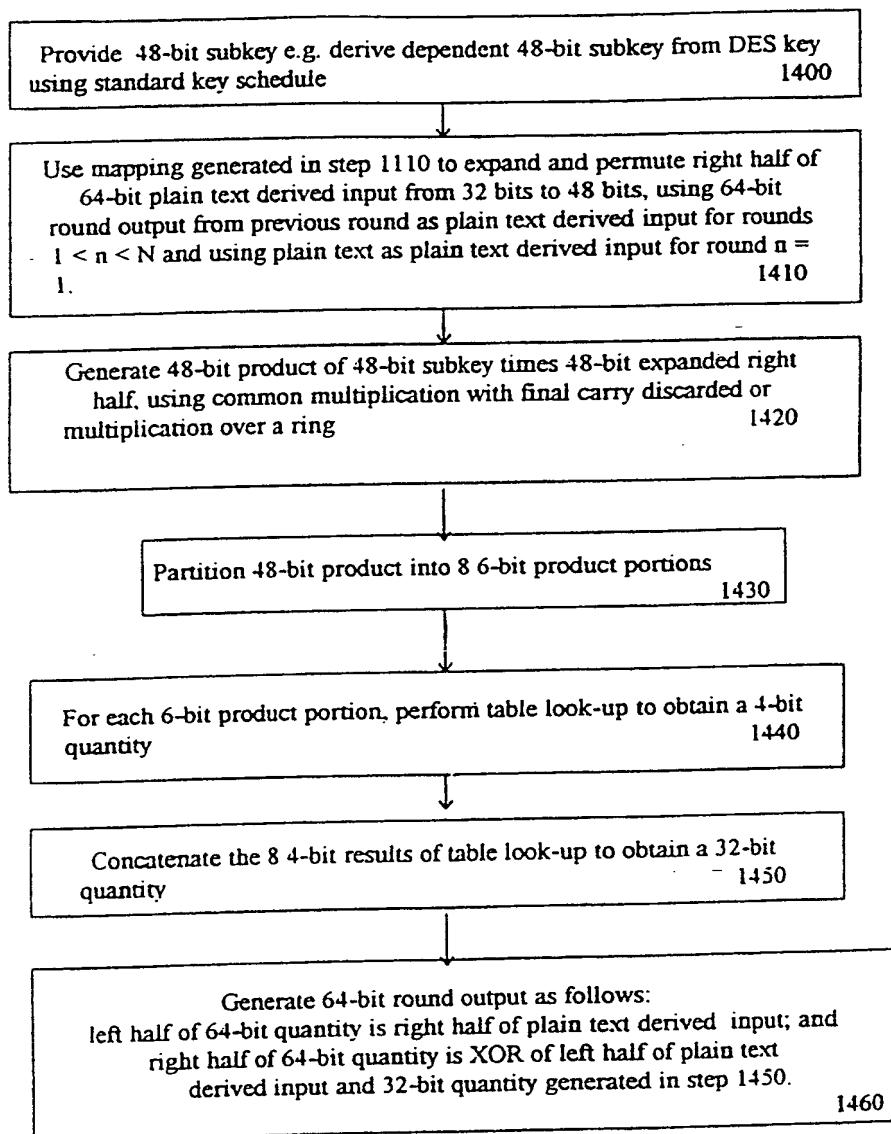 Provide 48-bit subkey e.g. derive dependent 48-bit subkey from DES key
using standard key schedule 1400
Use mapping generated in step 1110 to expand and permute right half of
64-bit plain text derived input from 32 bits to 48 bits, using 64-bit
round output from previous round as plain text derived input for rounds
1 < n < N and using plain text as plain text derived input for round n =
1. 1410
Generate 48-bit product of 48-bit subkey times 48-bit expanded right
half, using common multiplication with final carry discarded or
multiplication over a ring 1420
Partition 48-bit product into 8 6-bit product portions
1430
For each 6-bit product portion, perform table look-up to obtain a 4-bit
quantity 1440
Concatenate the 8 4-bit results of table look-up to obtain a 32-bit
quantity 1450
Generate 64-bit round output as follows:
left half of 64-bit quantity is right half of plain text derived input; and
right half of 64-bit quantity is XOR of left half of plain text
derived input and 32-bit quantity generated in step 1450.
1460